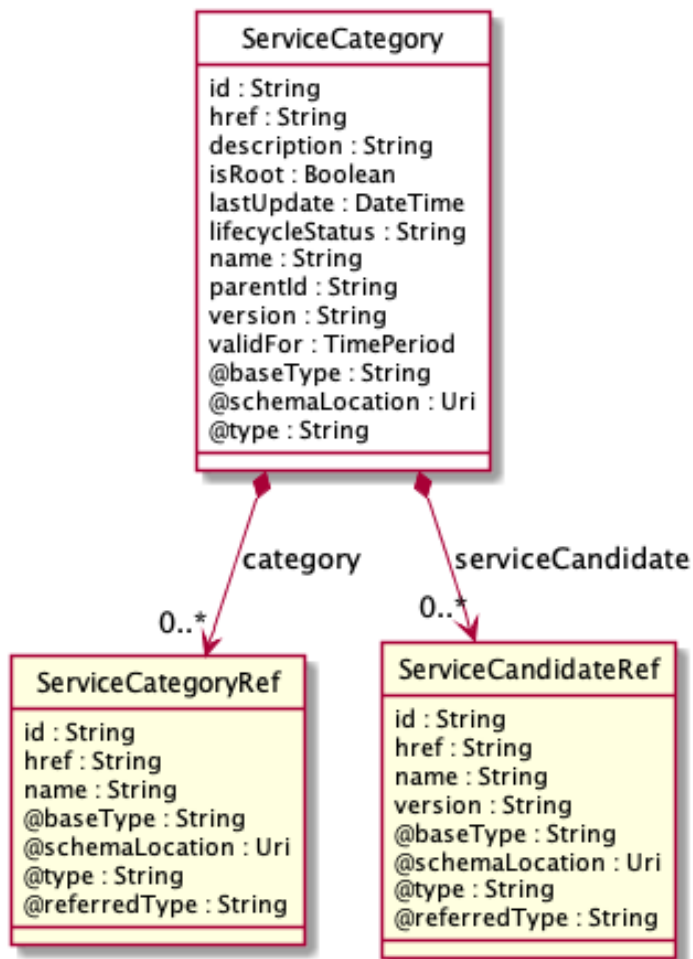 ServiceCategory
id : String
href : String
description : String
isRoot : Boolean
lastUpdate : DateTime
lifecycleStatus : String
name : String
parentId : String
version : String
validFor : TimePeriod
@baseType : String
@schemaLocation : Uri
@type : String
category
serviceCandidate
0..*
0..*
ServiceCategoryRef
id : String
href : String
name : String
@baseType : String
@schemaLocation : Uri
@type : String
@referredType : String
ServiceCandidateRef
id : String
href : String
name : String
version : String
@baseType : String
@schemaLocation : Uri
@type : String
@referredType : String